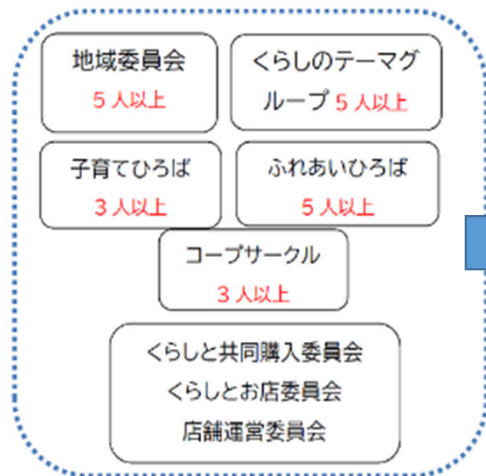 地域委員会
5人以上
くらしのテーマグ
ループ 5人以上
子育てひろば
3人以上
ふれあいひろば
5人以上
コープサークル
3人以上
くらしと共同購入委員会
くらしとお店委員会
店舗運営委員会